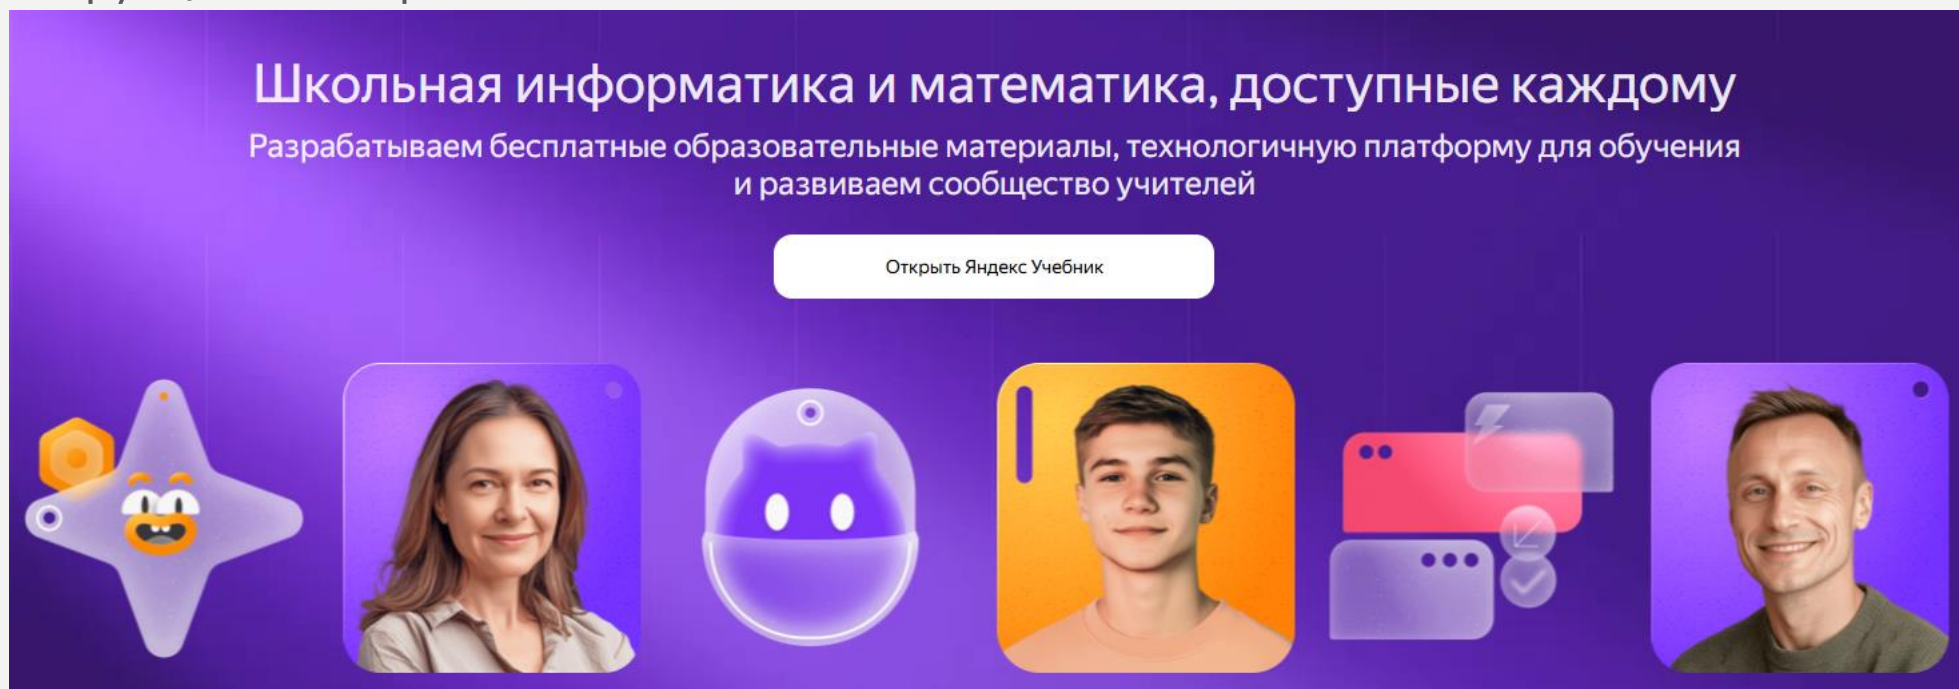 Школьная информатика и математика, доступные каждому
Разрабатываем бесплатные образовательные материалы, технологичную платформу для обучения
и развиваем сообщество учителей
Открыть Яндекс Учебник